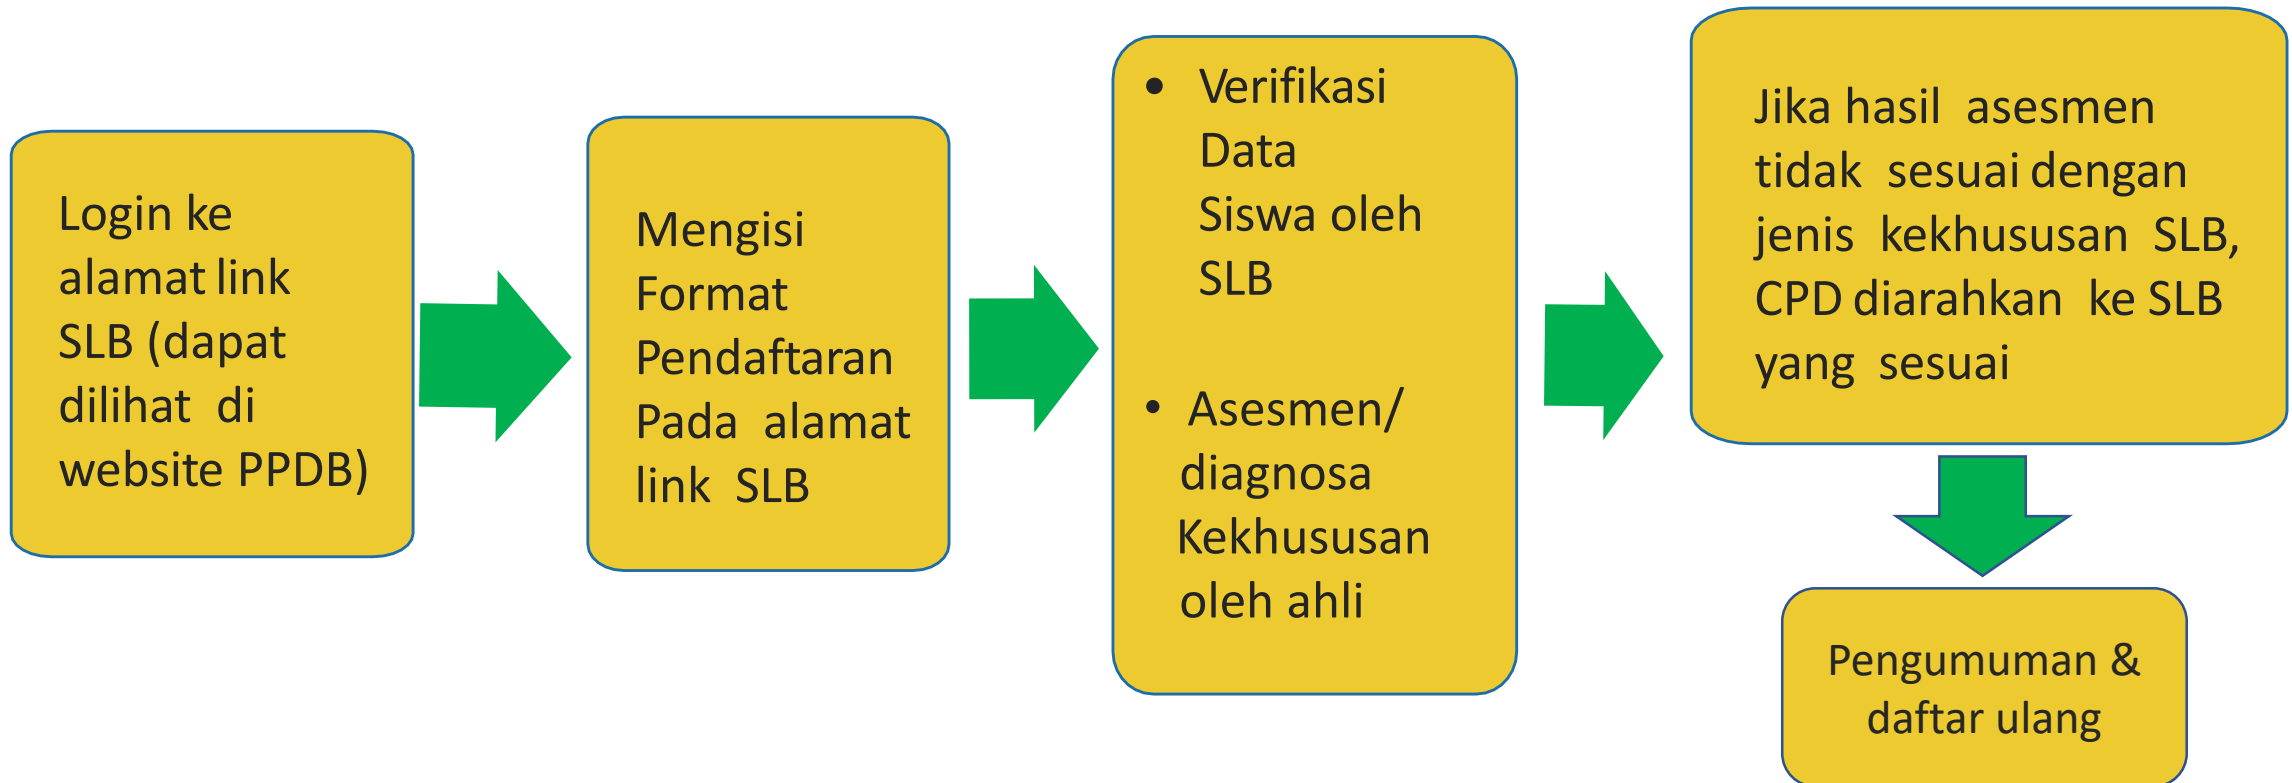 Login ke
alamat link
SLB (dapat
dilihat di
website PPDB)
Mengisi
Format
Pendaftaran
Pada alamat
link SLB
• Verifikasi
Data
Siswa oleh
SLB
• Asesmen/
diagnosa
Kekhususan
oleh ahli
Jika hasil asesmen
tidak sesuai dengan
jenis kekhususan SLB,
CPD diarahkan ke SLB
yang sesuai
Pengumuman &
daftar ulang